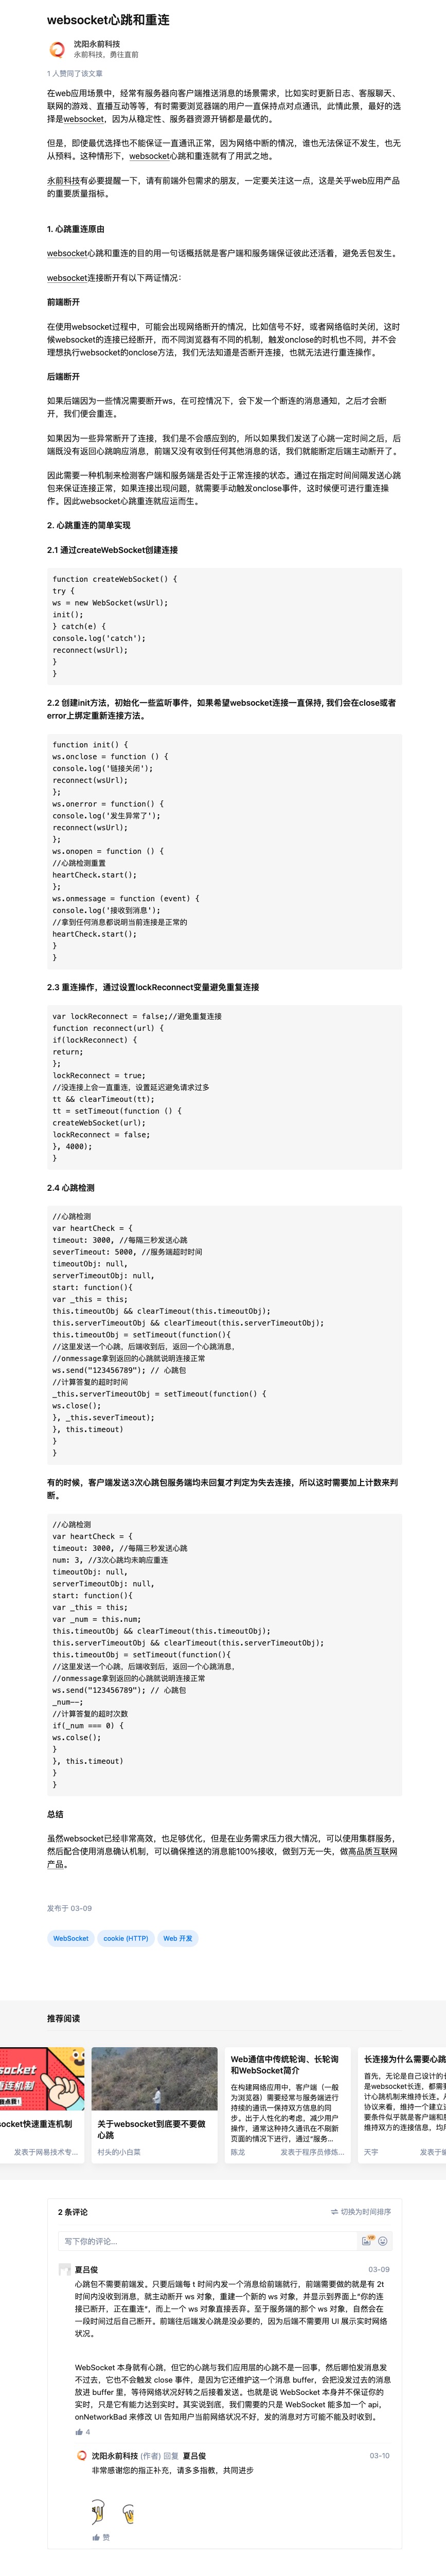 websocket心跳和重连
沈阳永前科技
永前科技，勇往直前
1 人赞同了该文章
在web应用场景中，经常有服务器向客户端推送消息的场景需求，比如实时更新日志、客服聊天、
联网的游戏、直播互动等等，有时需要浏览器端的用户一直保持点对点通讯，此情此景，最好的选
择是websocket，因为从稳定性、服务器资源开销都是最优的。
但是，即使最优选择也不能保证一直通讯正常，因为网络中断的情况，谁也无法保证不发生，也无
从预料。这种情形下，websocket心跳和重连就有了用武之地。
永前科技有必要提醒一下，请有前端外包需求的朋友，一定要关注这一点，这是关乎web应用产品
的重要质量指标。
1. 心跳重连原由
websocket心跳和重连的目的用一句话概括就是客户端和服务端保证彼此还活着，避免丢包发生。
websocket连接断开有以下两证情况：
前端断开
在使用websocket过程中，可能会出现网络断开的情况，比如信号不好，或者网络临时关闭，这时
候websocket的连接已经断开，而不同浏览器有不同的机制，触发onclose的时机也不同，并不会
理想执行websocket的onclose方法，我们无法知道是否断开连接，也就无法进行重连操作。
后端断开
如果后端因为一些情况需要断开ws，在可控情况下，会下发一个断连的消息通知，之后才会断
开，我们便会重连。
如果因为一些异常断开了连接，我们是不会感应到的，所以如果我们发送了心跳一定时间之后，后
端既没有返回心跳响应消息，前端又没有收到任何其他消息的话，我们就能断定后端主动断开了。
因此需要一种机制来检测客户端和服务端是否处于正常连接的状态。通过在指定时间间隔发送心跳
包来保证连接正常，如果连接出现问题，就需要手动触发onclose事件，这时候便可进行重连操
作。因此websocket心跳重连就应运而生。
2. 心跳重连的简单实现
2.1 通过createWebSocket创建连接
function createWebSocket() {
try {
ws = new WebSocket(wsUrl);
init();
} catch(e) {
console.log('catch');
reconnect(wsUrl);
}
}
2.2 创建init方法，初始化一些监听事件，如果希望websocket连接一直保持, 我们会在close或者
error上绑定重新连接方法。
function init() {
ws.onclose = function () {
console.log('链接关闭');
reconnect(wsUrl);
};
ws.onerror = function() {
console.log('发生异常了');
reconnect(wsUrl);
};
ws.onopen = function () {
//心跳检测重置
heartCheck.start();
};
ws.onmessage = function (event) {
console.log('接收到消息');
//拿到任何消息都说明当前连接是正常的
heartCheck.start();
}
}
2.3 重连操作，通过设置lockReconnect变量避免重复连接
var lockReconnect = false;//避免重复连接
function reconnect(url) {
if(lockReconnect) {
return;
};
lockReconnect = true;
//没连接上会一直重连，设置延迟避免请求过多
tt && clearTimeout(tt);
tt = setTimeout(function () {
createWebSocket(url);
lockReconnect = false;
}, 4000);
}
2.4 心跳检测
//心跳检测
var heartCheck = {
timeout: 3000, //每隔三秒发送心跳
severTimeout: 5000, //服务端超时时间
timeoutObj: null,
serverTimeoutObj: null,
start: function(){
var _this = this;
this.timeoutObj && clearTimeout(this.timeoutObj);
this.serverTimeoutObj && clearTimeout(this.serverTimeoutObj);
this.timeoutObj = setTimeout(function(){
//这里发送一个心跳，后端收到后，返回一个心跳消息，
//onmessage拿到返回的心跳就说明连接正常
ws.send("123456789"); // 心跳包
//计算答复的超时时间
_this.serverTimeoutObj = setTimeout(function() {
ws.close();
}, _this.severTimeout);
}, this.timeout)
}
}
有的时候，客户端发送3次心跳包服务端均未回复才判定为失去连接，所以这时需要加上计数来判
断。
//心跳检测
var heartCheck = {
timeout: 3000, //每隔三秒发送心跳
num: 3, //3次心跳均未响应重连
timeoutObj: null,
serverTimeoutObj: null,
start: function(){
var _this = this;
var _num = this.num;
this.timeoutObj && clearTimeout(this.timeoutObj);
this.serverTimeoutObj && clearTimeout(this.serverTimeoutObj);
this.timeoutObj = setTimeout(function(){
//这里发送一个心跳，后端收到后，返回一个心跳消息，
//onmessage拿到返回的心跳就说明连接正常
ws.send("123456789"); // 心跳包
_num--;
//计算答复的超时次数
if(_num === 0) {
ws.colse();
}
}, this.timeout)
}
}
总结
虽然websocket已经非常高效，也足够优化，但是在业务需求压力很大情况，可以使用集群服务，
然后配合使用消息确认机制，可以确保推送的消息能100%接收，做到万无一失，做高品质互联网
产品。
发布于 03-09
WebSocket cookie (HTTP) Web 开发
推荐阅读
socket
连机制
点数！
ocket快速重连机制
发表于网易技术专...
关于websocket到底要不要做
心跳
村头的小白菜
Web通信中传统轮询、长轮询
和WebSocket简介
在构建网络应用中，客户端（一般
为浏览器）需要经常与服务端进行
持续的通讯一保持双方信息的同
步。出于人性化的考虑，减少用户
操作，通常这种持久通讯在不刷新
页面的情况下进行，通过“服务...
陈龙 发表于程序员修炼...
长连接为什么需要心跳
首先，无论是自己设计的长
是websocket长连，都需要
计心跳机制来维持长连。从
协议来看，维持一个建立连
要条件似乎就是客户端和服
维持双方的连接信息，均用
天宇 发表于
2 条评论
切换为时间排序
写下你的评论...
夏吕俊 03-09
心跳包不需要前端发。只要后端每 t 时间内发一个消息给前端就行，前端需要做的就是有 2t
时间内没收到消息，就主动断开 ws 对象，重建一个新的 ws 对象，并显示到界面上“你的连
接已断开，正在重连”，而上一个 ws 对象直接丢弃。至于服务端的那个 ws 对象，自然会在
一段时间过后自己断开。前端往后端发心跳是没必要的，因为后端不需要用 UI 展示实时网络
状况。
WebSocket 本身就有心跳，但它的心跳与我们应用层的心跳不是一回事，然后哪怕发消息发
不过去，它也不会触发 close 事件，是因为它还维护这一个消息 buffer，会把没发过去的消息
放进 buffer 里，等待网络状况好转之后接着发送。也就是说 WebSocket 本身并不保证你的
实时，只是它有能力达到实时。其实说到底，我们需要的只是 WebSocket 能多加一个 api，
onNetworkBad 来修改 UI 告知用户当前网络状况不好，发的消息对方可能不能及时收到。
4
沈阳永前科技 (作者) 回复 夏吕俊 03-10
非常感谢您的指正补充，请多多指教，共同进步
赞